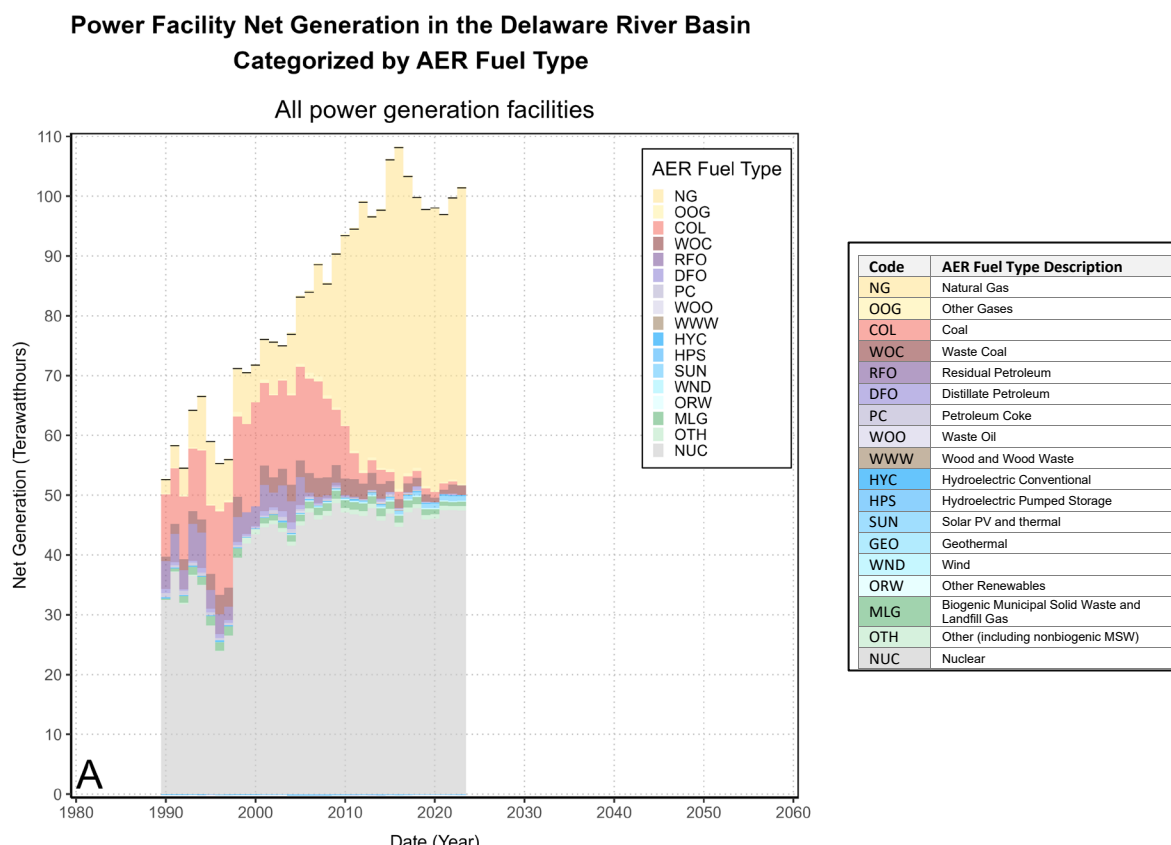 Power Facility Net Generation in the Delaware River Basin
Categorized by AER Fuel Type
All power generation facilities
Net Generation (Terawatthours)
110
100
90
80
70
60
50
40
30
20
10
0
A
1980
1990
2000
2010
2020
2030
2040
2050
2060
Date (Year)
AER Fuel Type
NG
OOG
COL
WOC
RFO
DFO
PC
WOO
WWW
HYC
HPS
SUN
WND
ORW
MLG
OTH
NUC
Code AER Fuel Type Description
NG Natural Gas
OOG Other Gases
COL Coal
WOC Waste Coal
RFO Residual Petroleum
DFO Distillate Petroleum
PC Petroleum Coke
WOO Waste Oil
WWW Wood and Wood Waste
HYC Hydroelectric Conventional
HPS Hydroelectric Pumped Storage
SUN Solar PV and thermal
GEO Geothermal
WND Wind
ORW Other Renewables
MLG Biogenic Municipal Solid Waste and
Landfill Gas
OTH Other (including nonbiogenic MSW)
NUC Nuclear